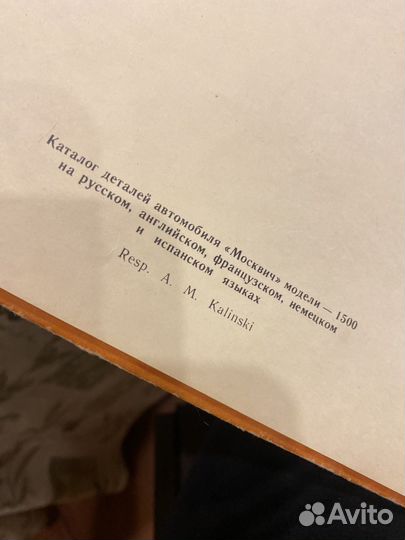 Каталог деталей автомобиля «Москвич» модели — 1500
на русском, английском, французском, немецком
и испанском языках
Resp. A. M. Kalinski
Avito